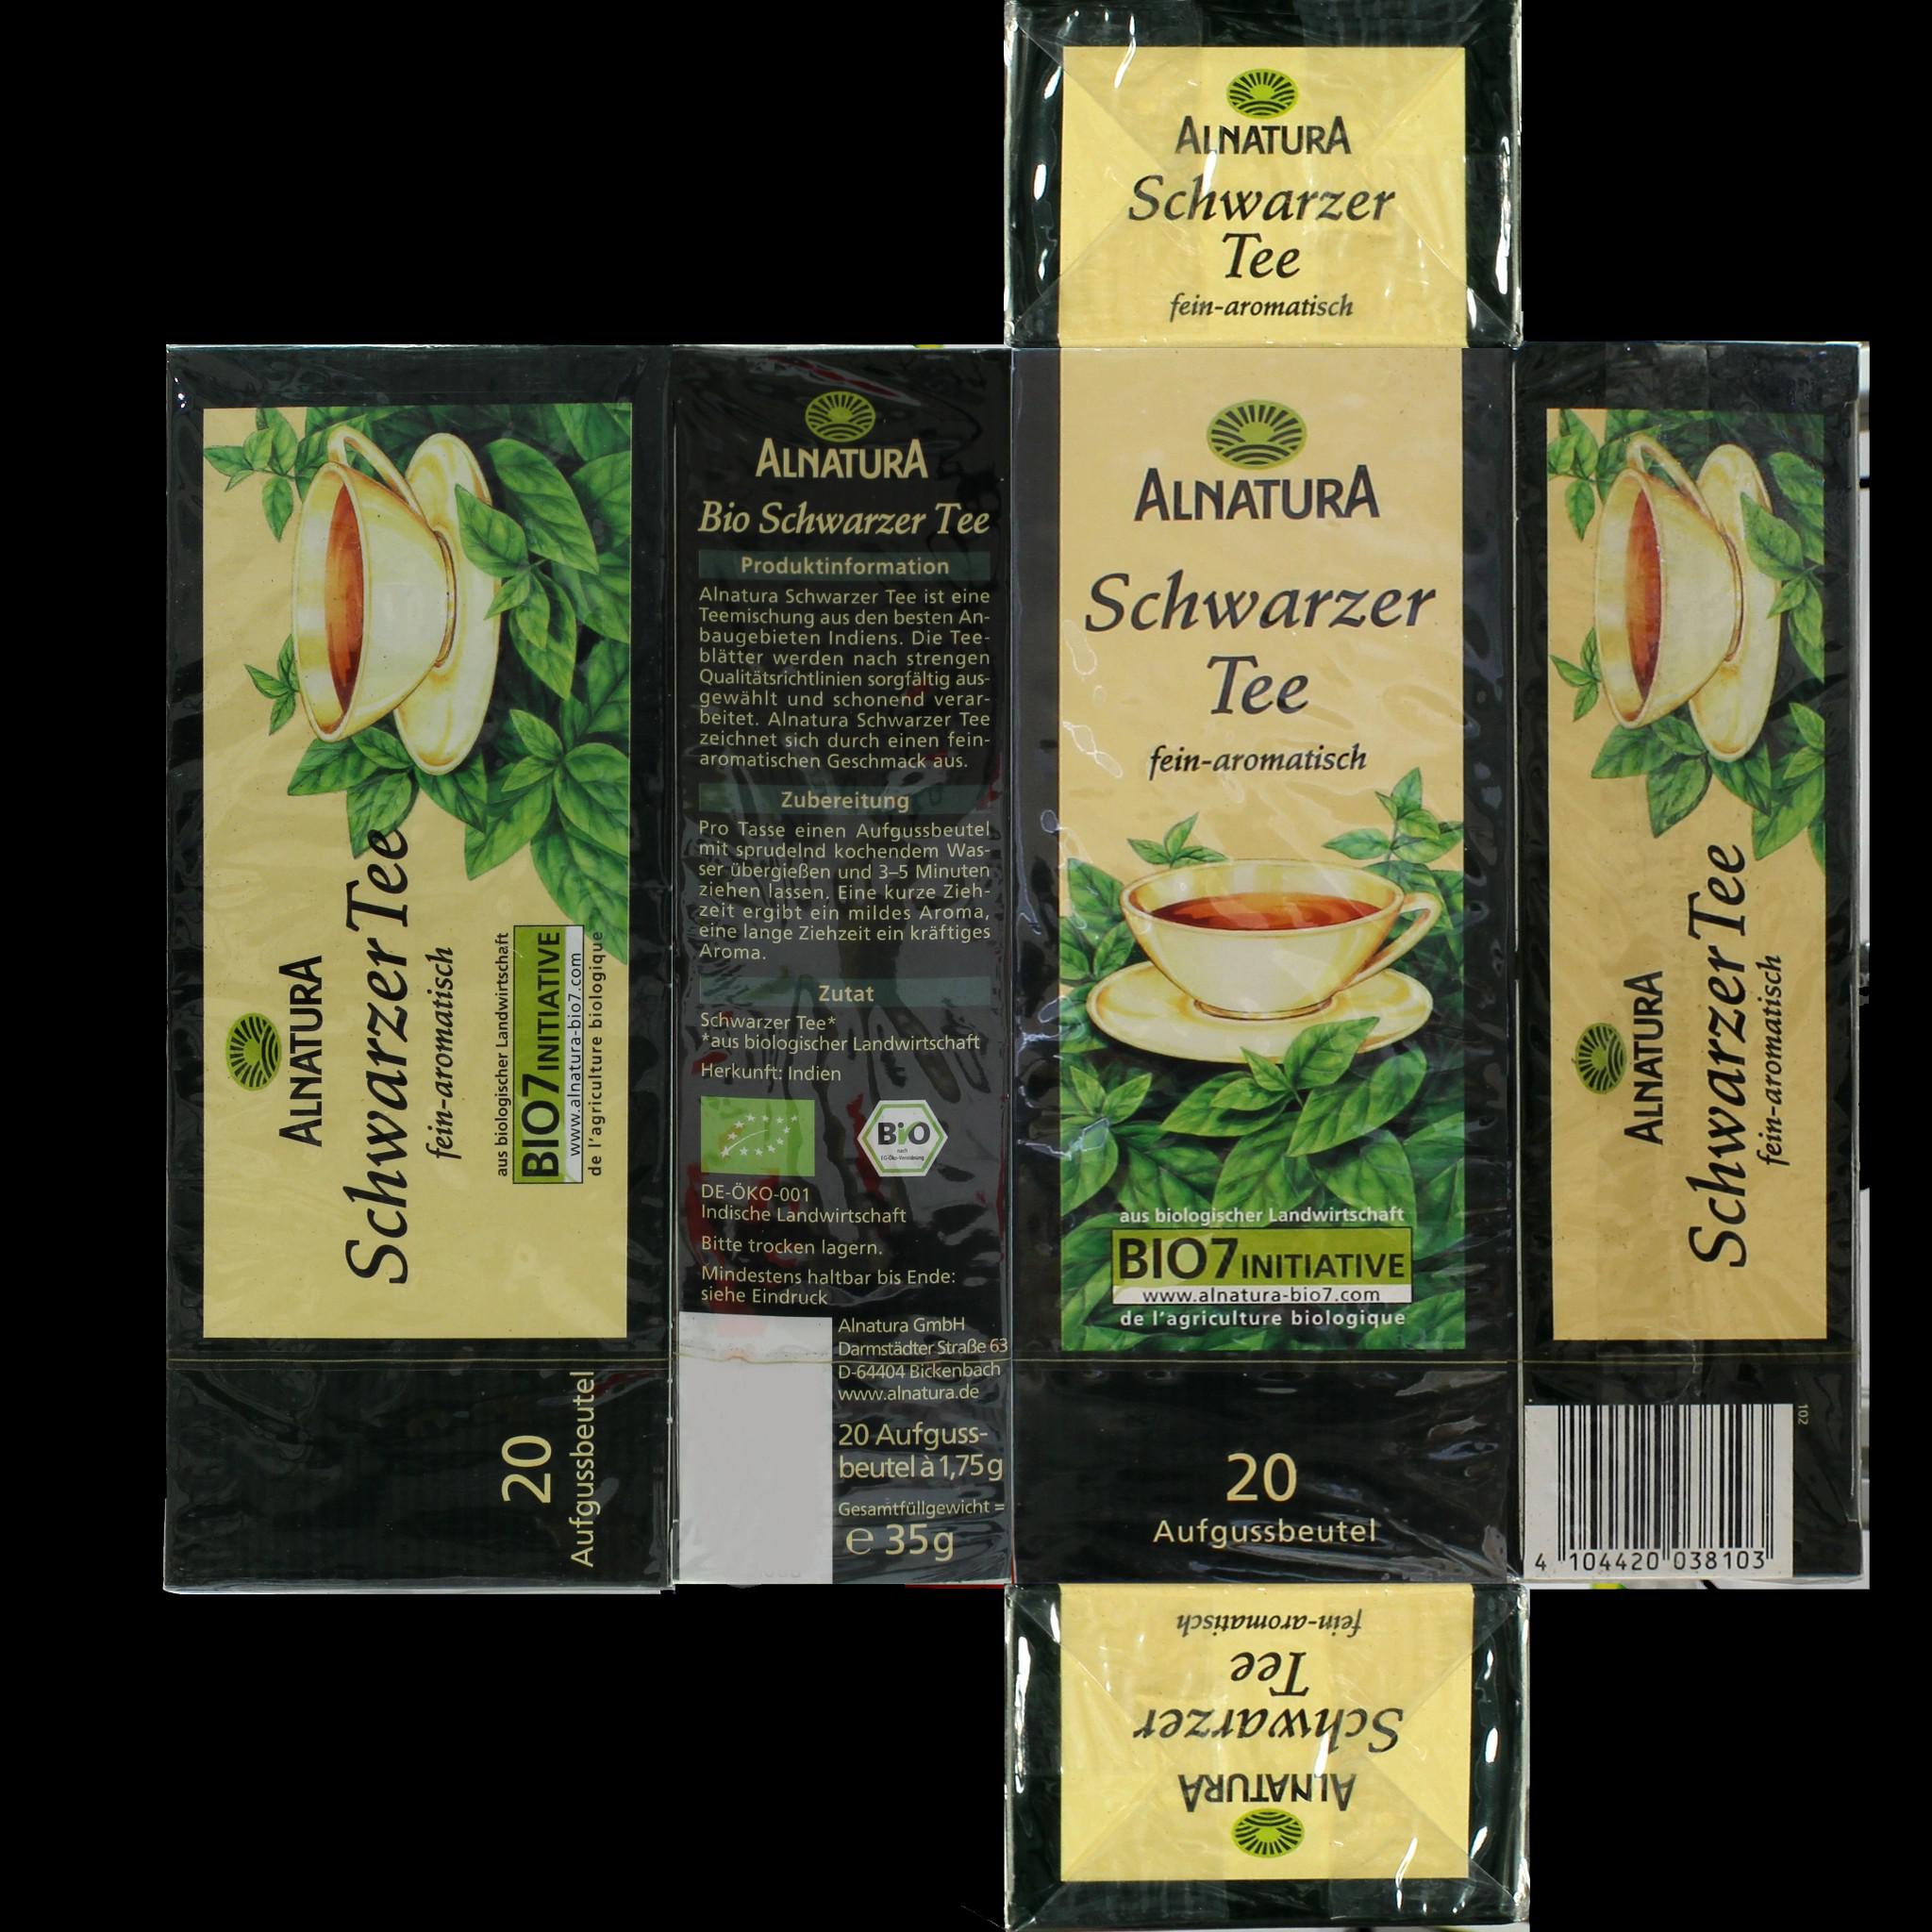 ALNATURA
Schwarzer
Tee
fein-aromatisch
ALNATURA
Schwarzer Tee
fein-aromatisch
aus biologischer Landwirtschaft
BIO7 INITIATIVE
www.alnatura-bio7.com
de l'agriculture biologique
20
Aufgussbeutel
ALNATURA
Bio Schwarzer Tee
Produktinformation
Alnatura Schwarzer Tee ist eine
Teemischung aus den besten An-
baugebieten Indiens. Die Tee-
blätter werden nach strengen
Qualitätsrichtlinien sorgfältig aus-
gewählt und schonend verar-
beitet. Alnatura Schwarzer Tee
zeichnet sich durch einen fein-
aromatischen Geschmack aus.
Zubereitung
Pro Tasse einen Aufgussbeutel
mit sprudelnd kochendem Was-
ser übergießen und 3–5 Minuten
ziehen lassen. Eine kurze Zieh-
zeit ergibt ein mildes Aroma,
eine lange Ziehzeit ein kräftiges
Aroma.
Zutat
Schwarzer Tee*
*aus biologischer Landwirtschaft
Herkunft: Indien
Bio
nach
EG-Öko-Verordnung
DE-ÖKO-001
Indische Landwirtschaft
Bitte trocken lagern.
Mindestens haltbar bis Ende:
siehe Eindruck
Alnatura GmbH
Darmstädter Straße 63
D-64404 Bickenbach
www.alnatura.de
20 Aufguss-
beutel à 1,75 g
Gesamtfüllgewicht =
℮ 35g
ALNATURA
Schwarzer
Tee
fein-aromatisch
aus biologischer Landwirtschaft
BIO7 INITIATIVE
www.alnatura-bio7.com
de l'agriculture biologique
20
Aufgussbeutel
ALNATURA
Schwarzer Tee
fein-aromatisch
102
4 104420 038103
ALNATURA
Schwarzer
Tee
fein-aromatisch